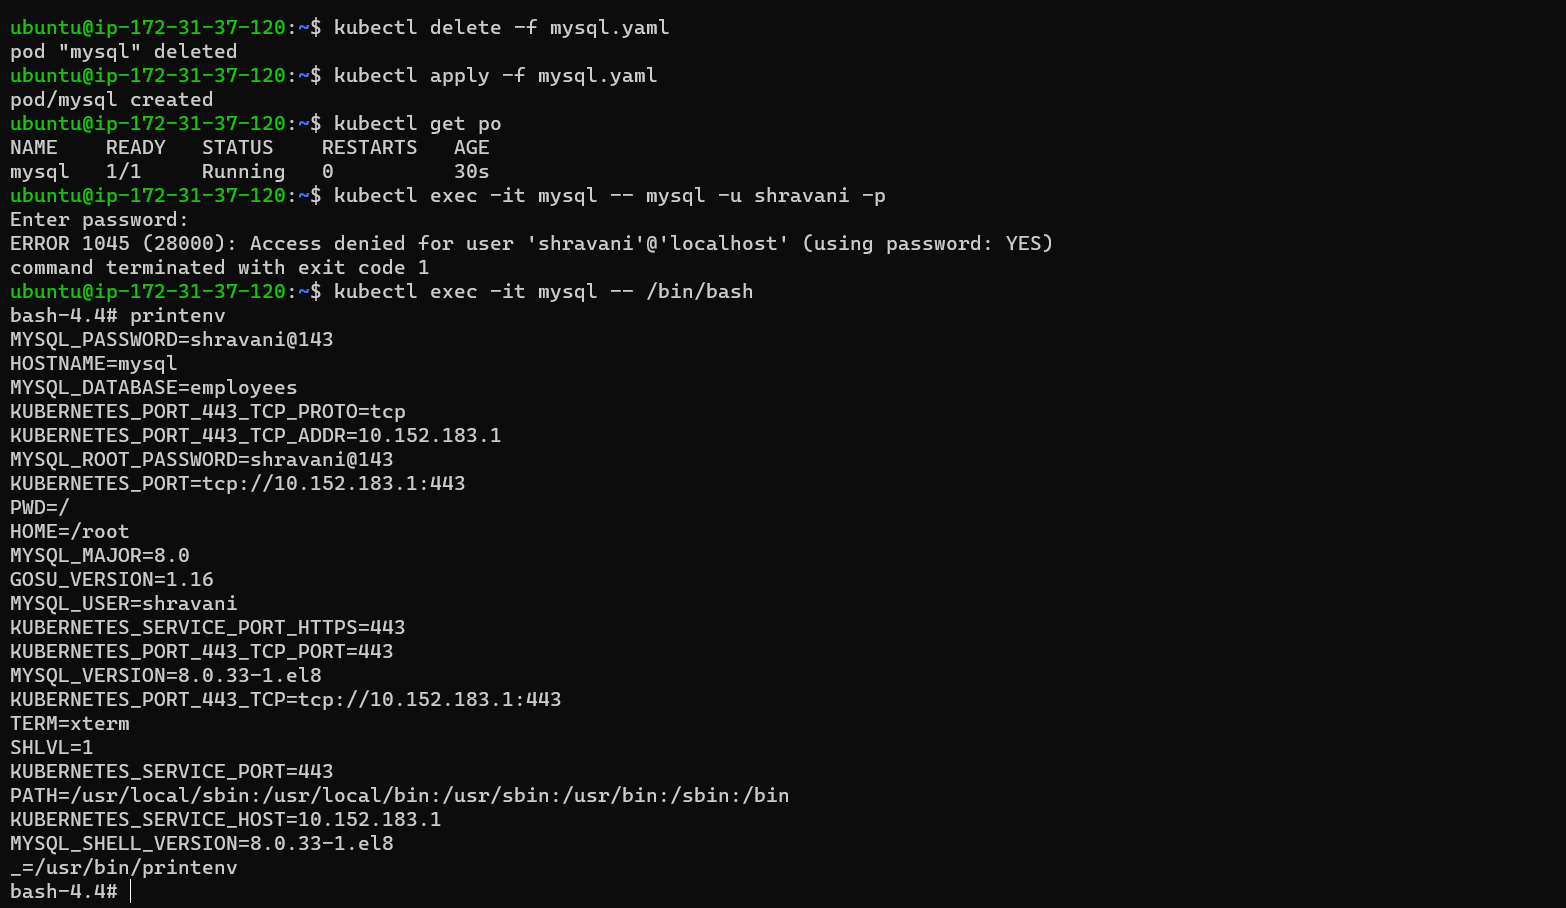 ubuntu@ip-172-31-37-120:~$ kubectl delete -f mysql.yaml
pod "mysql" deleted
ubuntu@ip-172-31-37-120:~$ kubectl apply -f mysql.yaml
pod/mysql created
ubuntu@ip-172-31-37-120:~$ kubectl get po
NAME    READY   STATUS    RESTARTS   AGE
mysql   1/1     Running   0          30s
ubuntu@ip-172-31-37-120:~$ kubectl exec -it mysql -- mysql -u shravani -p
Enter password:
ERROR 1045 (28000): Access denied for user 'shravani'@'localhost' (using password: YES)
command terminated with exit code 1
ubuntu@ip-172-31-37-120:~$ kubectl exec -it mysql -- /bin/bash
bash-4.4# printenv
MYSQL_PASSWORD=shravani@143
HOSTNAME=mysql
MYSQL_DATABASE=employees
KUBERNETES_PORT_443_TCP_PROTO=tcp
KUBERNETES_PORT_443_TCP_ADDR=10.152.183.1
MYSQL_ROOT_PASSWORD=shravani@143
KUBERNETES_PORT=tcp://10.152.183.1:443
PWD=/
HOME=/root
MYSQL_MAJOR=8.0
GOSU_VERSION=1.16
MYSQL_USER=shravani
KUBERNETES_SERVICE_PORT_HTTPS=443
KUBERNETES_PORT_443_TCP_PORT=443
MYSQL_VERSION=8.0.33-1.el8
KUBERNETES_PORT_443_TCP=tcp://10.152.183.1:443
TERM=xterm
SHLVL=1
KUBERNETES_SERVICE_PORT=443
PATH=/usr/local/sbin:/usr/local/bin:/usr/sbin:/usr/bin:/sbin:/bin
KUBERNETES_SERVICE_HOST=10.152.183.1
MYSQL_SHELL_VERSION=8.0.33-1.el8
_=/usr/bin/printenv
bash-4.4#